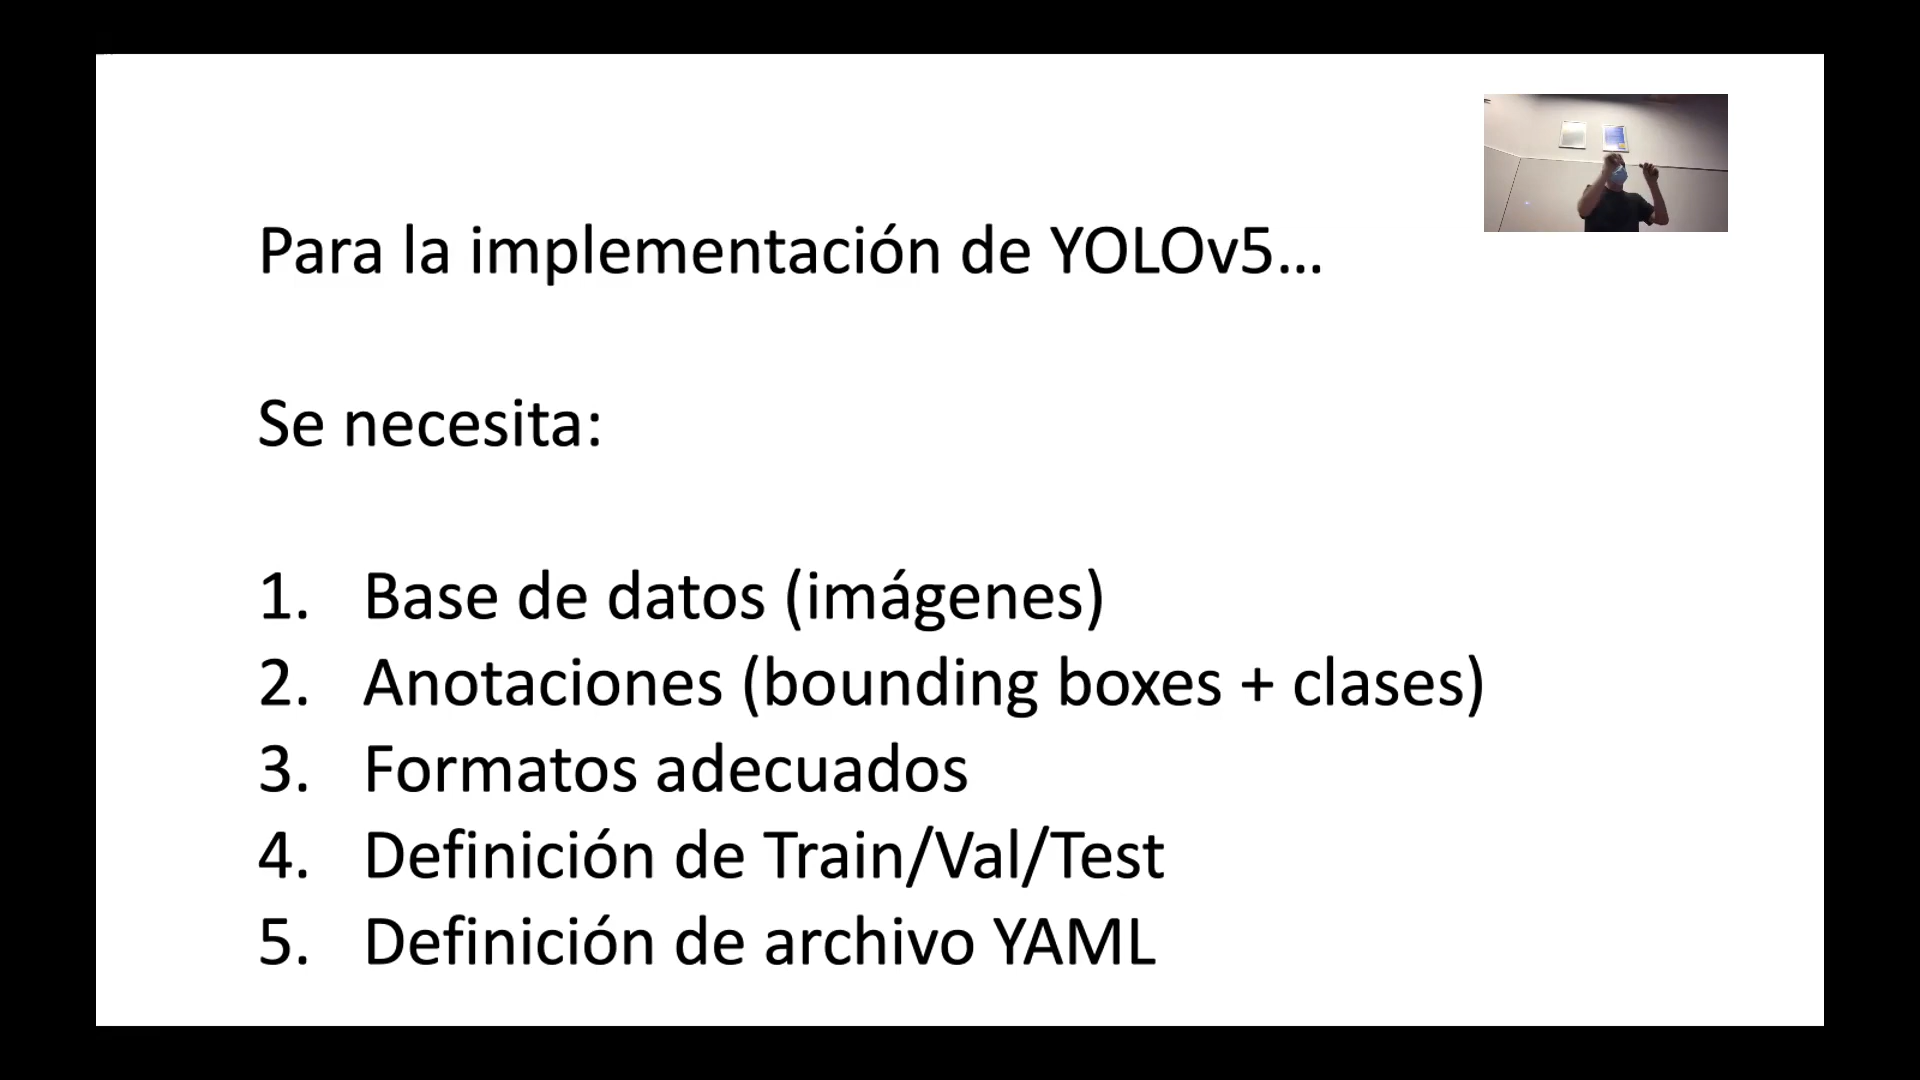 Para la implementación de YOLOv5...
Se necesita:
1. Base de datos (imágenes)
2. Anotaciones (bounding boxes + clases)
3. Formatos adecuados
4. Definición de Train/Val/Test
5. Definición de archivo YAML